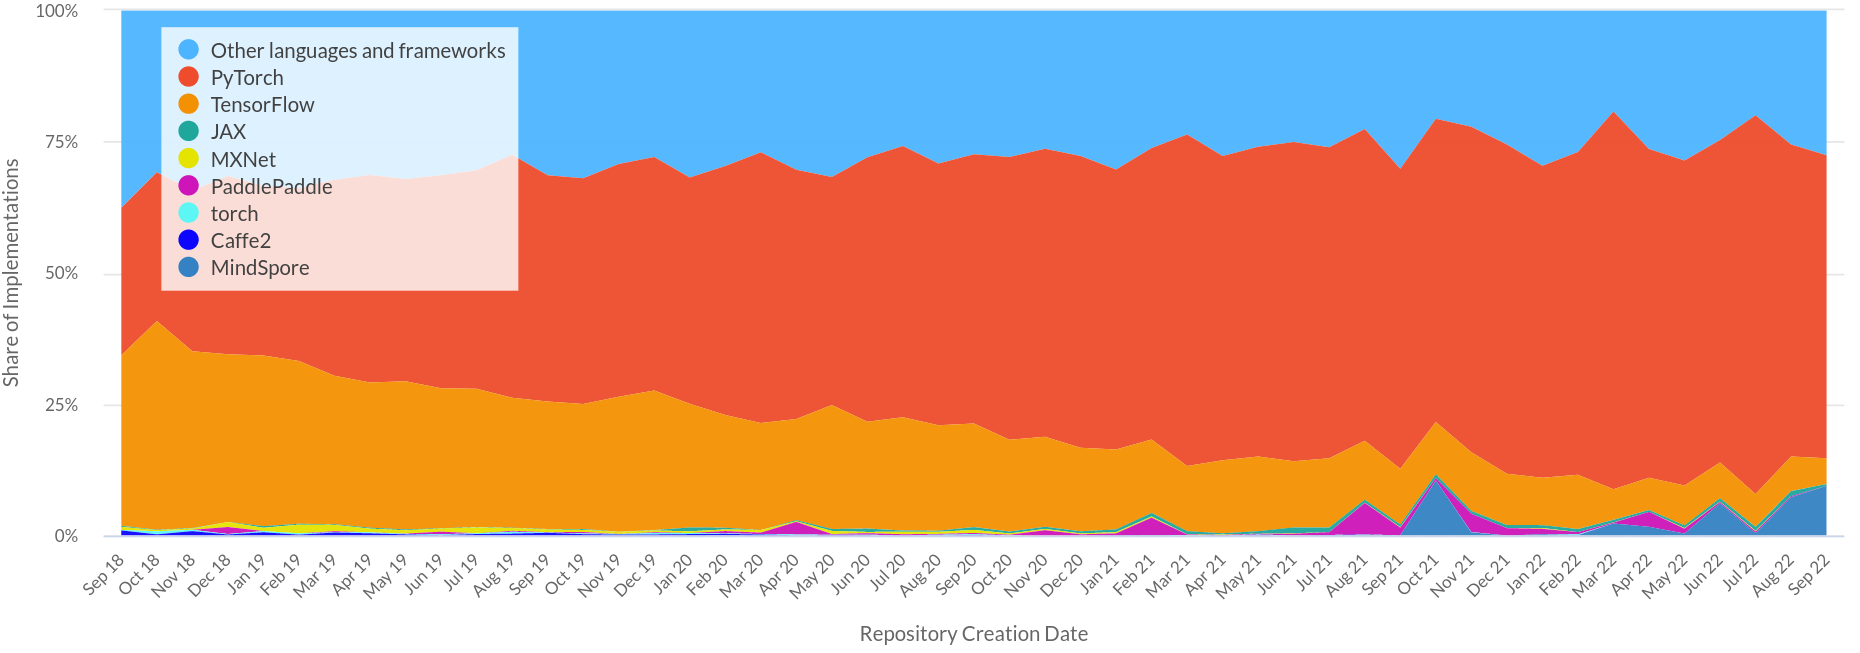 100%
75%
50%
25%
0%
Share of Implementations
Other languages and frameworks
PyTorch
TensorFlow
JAX
MXNet
PaddlePaddle
torch
Caffe2
MindSpore
Sep 18
Oct 18
Nov 18
Dec 18
Jan 19
Feb 19
Mar 19
Apr 19
May 19
Jun 19
Jul 19
Aug 19
Sep 19
Oct 19
Nov 19
Dec 19
Jan 20
Feb 20
Mar 20
Apr 20
May 20
Jun 20
Jul 20
Aug 20
Sep 20
Oct 20
Nov 20
Dec 20
Jan 21
Feb 21
Mar 21
Apr 21
May 21
Jun 21
Jul 21
Aug 21
Sep 21
Oct 21
Nov 21
Dec 21
Jan 22
Feb 22
Mar 22
Apr 22
May 22
Jun 22
Jul 22
Aug 22
Sep 22
Repository Creation Date